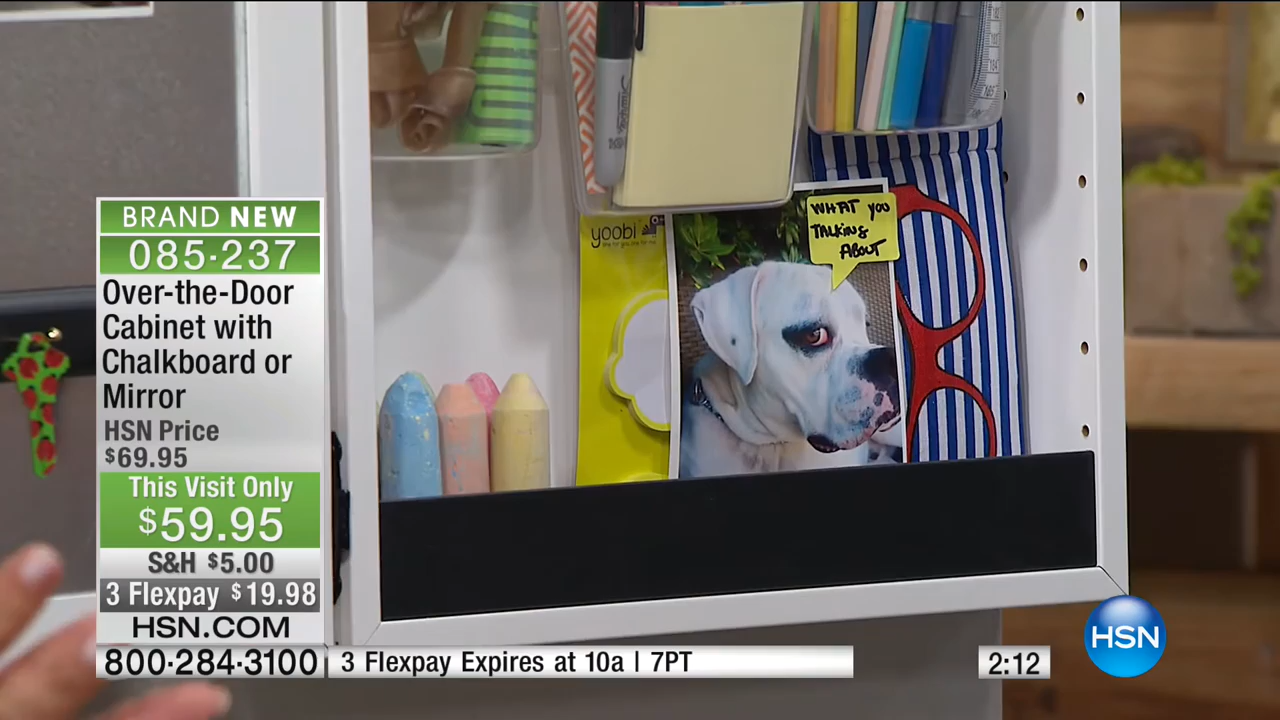 BRAND NEW
085·237
Over-the-Door
Cabinet with
Chalkboard or
Mirror
HSN Price
$69.95
This Visit Only
$59.95
S&H $5.00
3 Flexpay $19.98
HSN.COM
800·284·3100
3 Flexpay Expires at 10a | 7PT
2:12
HSN
yoobi
WHAT YOU
TALKING
ABOUT